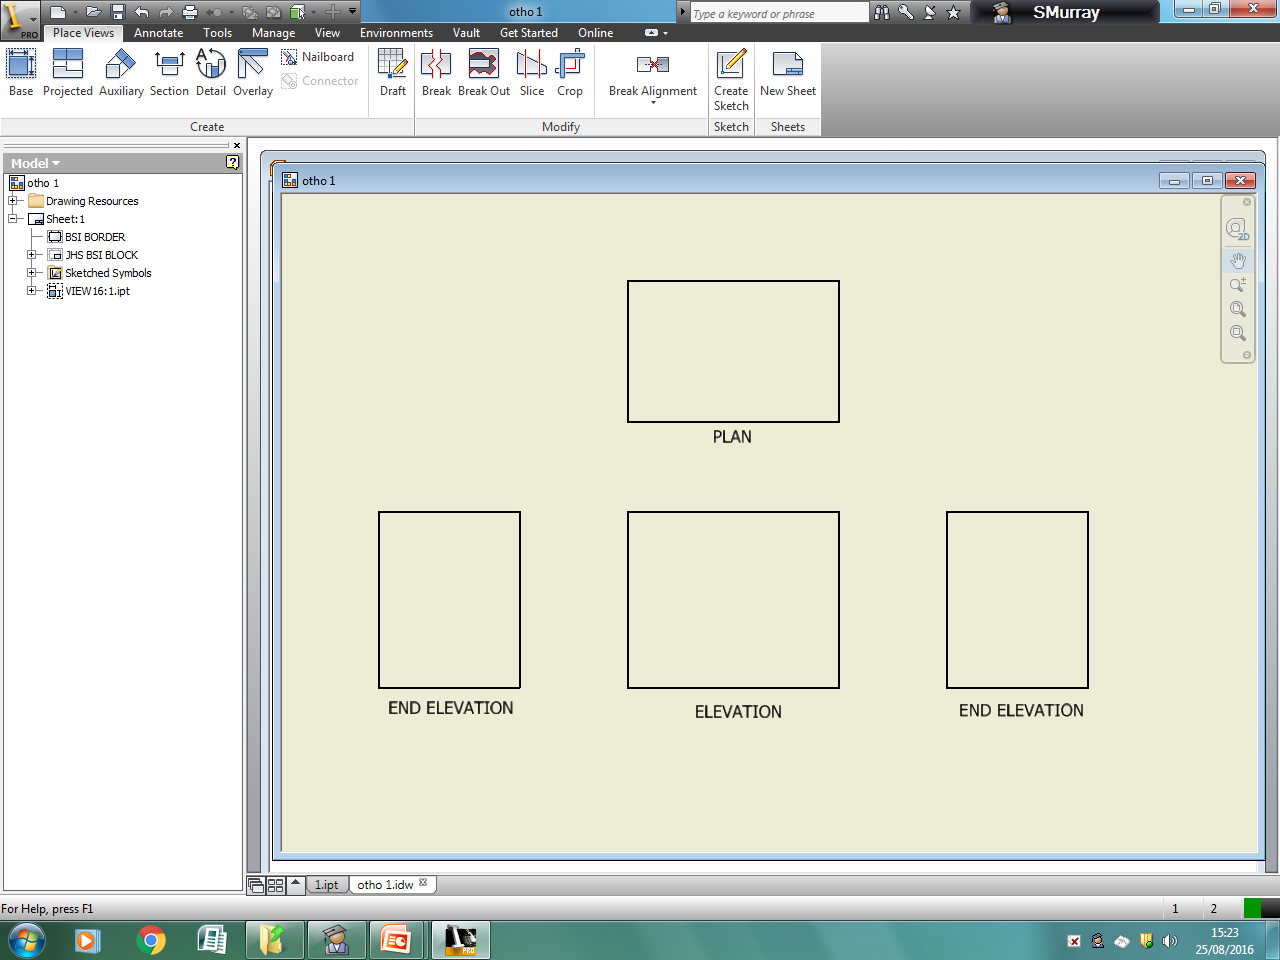 otho 1
Type a keyword or phrase
SMurray
PRO
Place Views
Annotate
Tools
Manage
View
Environments
Vault
Get Started
Online
Base
Projected
Auxiliary
Section
Detail
Overlay
Nailboard
Connector
Draft
Break
Break Out
Slice
Crop
Break Alignment
Create Sketch
New Sheet
Create
Modify
Sketch
Sheets
Model
otho 1
Drawing Resources
Sheet:1
BSI BORDER
JHS BSI BLOCK
Sketched Symbols
VIEW16:1.ipt
otho 1
2D
PLAN
END ELEVATION
ELEVATION
END ELEVATION
1.ipt
otho 1.idw
For Help, press F1
1
2
PRO
15:23
25/08/2016